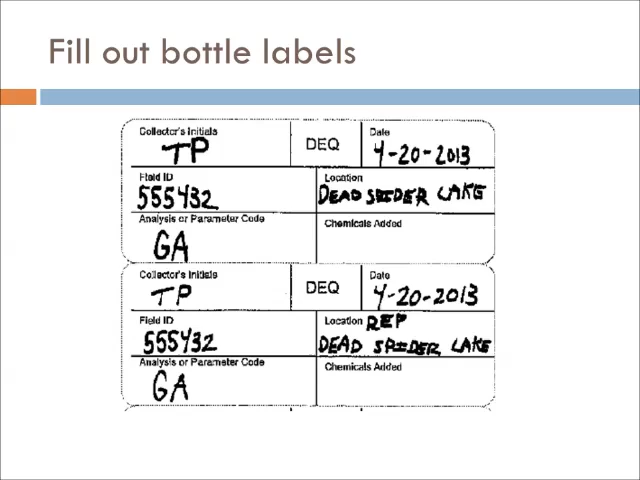 Fill out bottle labels
Collector's Initials DEQ Date
TP 4-20-2013
Field ID Location
555432 DEAD SPIDER LAKE
Analysis or Parameter Code Chemicals Added
GA
Collector's Initials DEQ Date
TP 4-20-2013
Field ID Location REP
555432 DEAD SPIDER LAKE
Analysis or Parameter Code Chemicals Added
GA